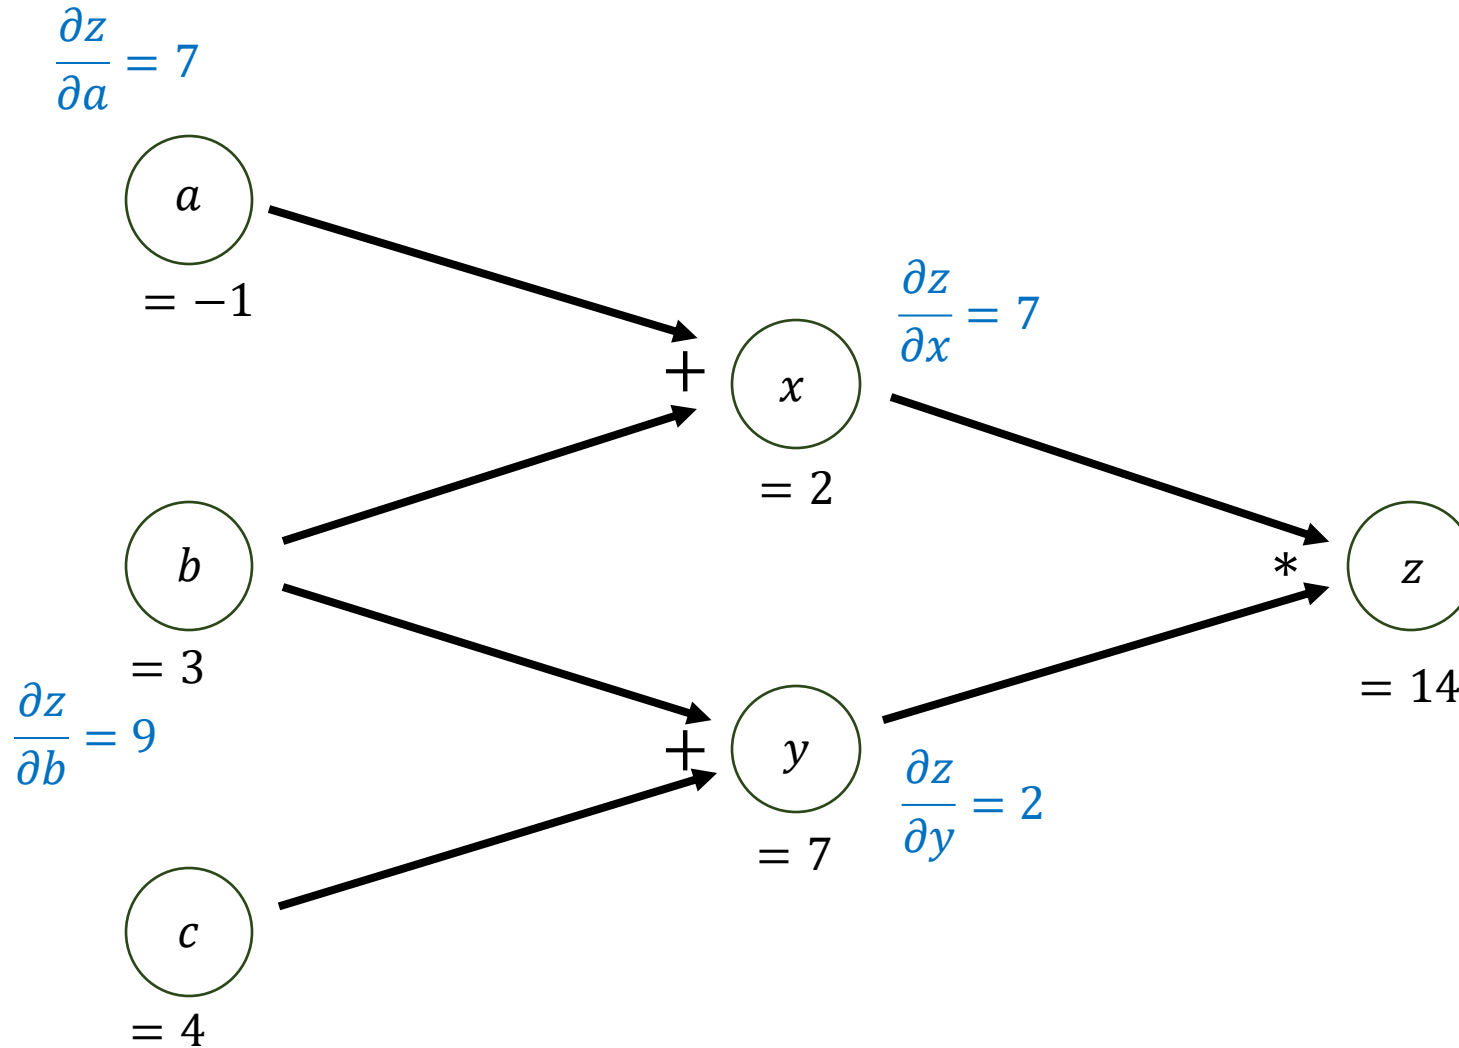 ∂z/∂a = 7
a
= −1
∂z/∂x = 7
+
x
= 2
b
*
z
= 3
= 14
∂z/∂b = 9
+
y
∂z/∂y = 2
= 7
c
= 4